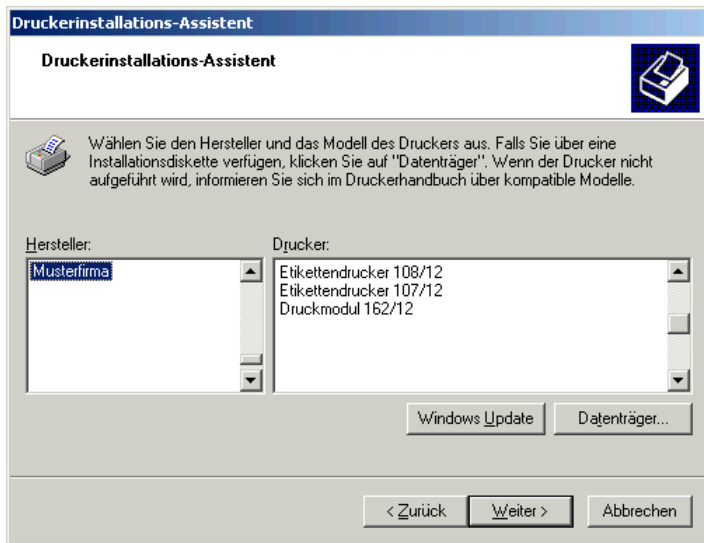 Druckerinstallations-Assistent
Druckerinstallations-Assistent
Wählen Sie den Hersteller und das Modell des Druckers aus. Falls Sie über eine
Installationsdiskette verfügen, klicken Sie auf "Datenträger". Wenn der Drucker nicht
aufgeführt wird, informieren Sie sich im Druckerhandbuch über kompatible Modelle.
Hersteller:
Musterfirma
Drucker:
Etikettendrucker 108/12
Etikettendrucker 107/12
Druckmodul 162/12
Windows Update
Datenträger...
< Zurück
Weiter >
Abbrechen